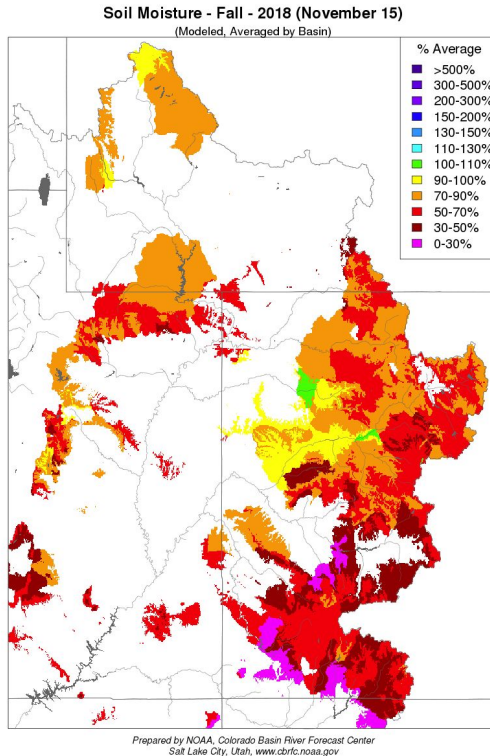 Soil Moisture - Fall - 2018 (November 15)
(Modeled, Averaged by Basin)
% Average
>500%
300-500%
200-300%
150-200%
130-150%
110-130%
100-110%
90-100%
70-90%
50-70%
30-50%
0-30%
Prepared by NOAA, Colorado Basin River Forecast Center
Salt Lake City, Utah, www.cbrfc.noaa.gov